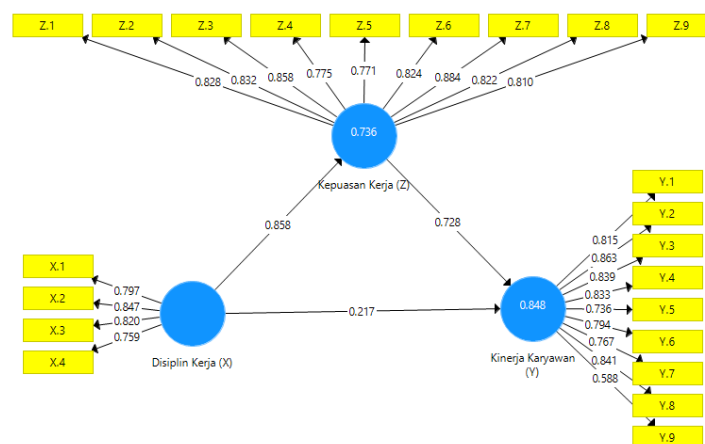 Z.1 Z.2 Z.3 Z.4 Z.5 Z.6 Z.7 Z.8 Z.9
0.828 0.832 0.858 0.775 0.771 0.824 0.884 0.822 0.810
0.736
Kepuasan Kerja (Z)
0.858
0.728
0.217
X.1
X.2
X.3
X.4
0.797
0.847
0.820
0.759
Disiplin Kerja (X)
0.848
Kinerja Karyawan
(Y)
0.815
0.863
0.839
0.833
0.736
0.794
0.767
0.841
0.588
Y.1
Y.2
Y.3
Y.4
Y.5
Y.6
Y.7
Y.8
Y.9